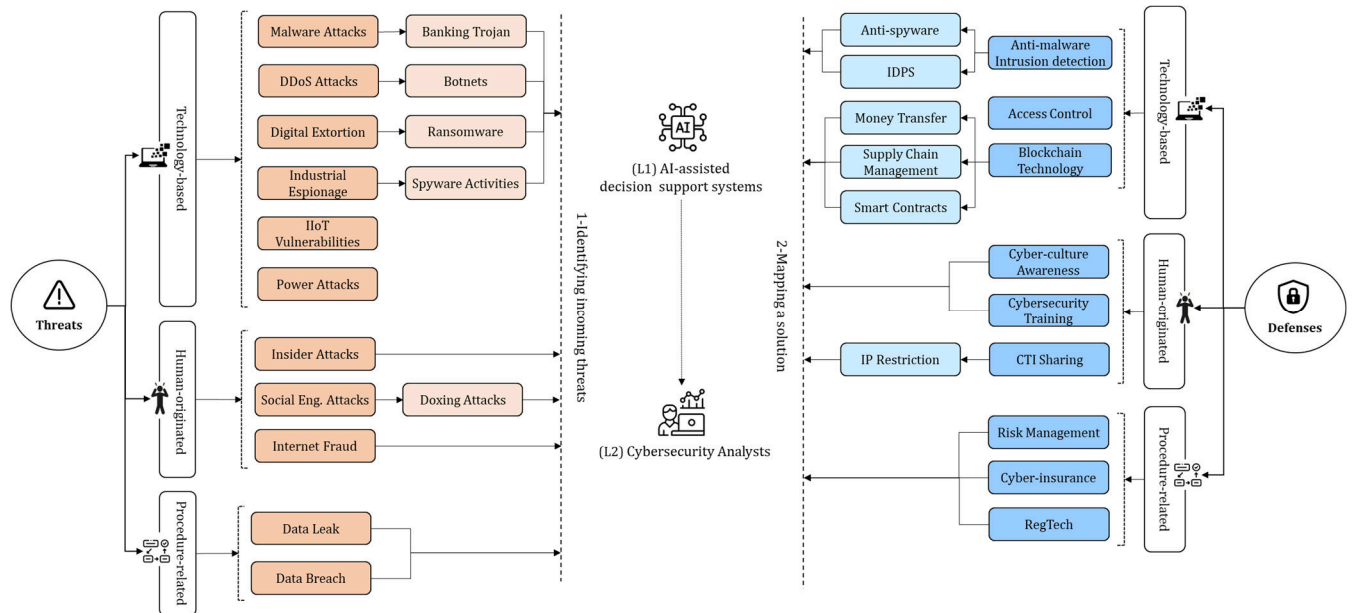 Threats
Technology-based
Malware Attacks
Banking Trojan
DDoS Attacks
Botnets
Digital Extortion
Ransomware
Industrial
Espionage
Spyware Activities
IIoT
Vulnerabilities
Power Attacks
Human-originated
Insider Attacks
Social Eng. Attacks
Doxing Attacks
Internet Fraud
Procedure-related
Data Leak
Data Breach
1-Identifying incoming threats
AI
(L1) AI-assisted
decision support systems
(L2) Cybersecurity Analysts
2-Mapping a solution
Anti-spyware
IDPS
Anti-malware
Intrusion detection
Access Control
Money Transfer
Supply Chain
Management
Smart Contracts
Blockchain
Technology
Technology-based
Cyber-culture
Awareness
Cybersecurity
Training
IP Restriction
CTI Sharing
Human-originated
Risk Management
Cyber-insurance
RegTech
Procedure-related
Defenses